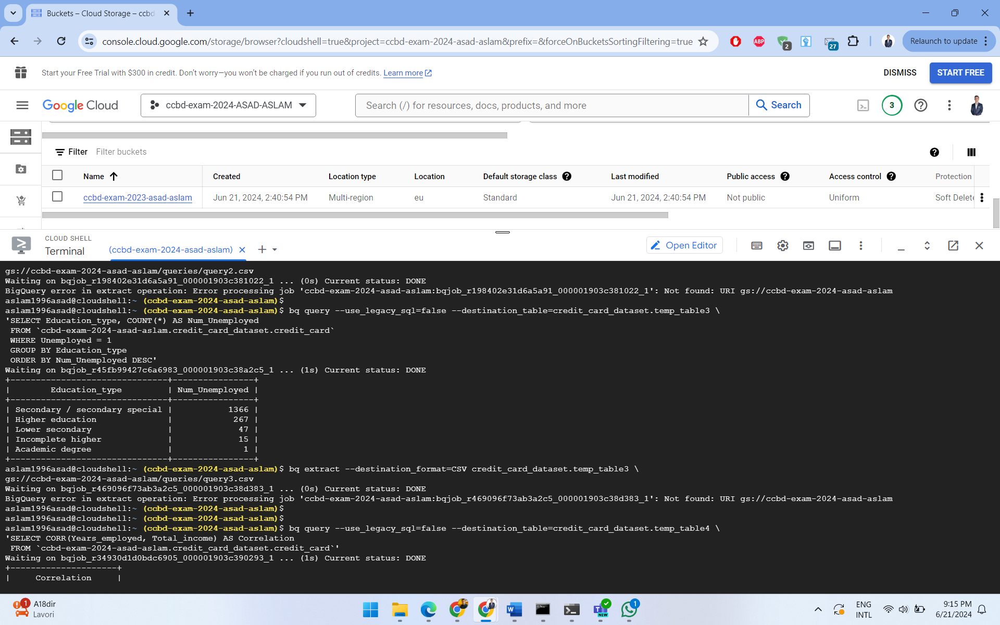 Buckets – Cloud Storage – ccbd
console.cloud.google.com/storage/browser?cloudshell=true&project=ccbd-exam-2024-asad-aslam&prefix=&forceOnBucketsSortingFiltering=true
ABP
2
27
Relaunch to update
Start your Free Trial with $300 in credit. Don’t worry—you won’t be charged if you run out of credits. Learn more
DISMISS
START FREE
Google Cloud
ccbd-exam-2024-ASAD-ASLAM
Search (/) for resources, docs, products, and more
Search
3
Filter
Filter buckets
Name
Created
Location type
Location
Default storage class
Last modified
Public access
Access control
Protection
ccbd-exam-2023-asad-aslam
Jun 21, 2024, 2:40:54 PM
Multi-region
eu
Standard
Jun 21, 2024, 2:40:54 PM
Not public
Uniform
Soft Delete
CLOUD SHELL
Terminal
(ccbd-exam-2024-asad-aslam)
Open Editor
gs://ccbd-exam-2024-asad-aslam/queries/query2.csv
Waiting on bqjob_r198402e31d6a5a91_000001903c381022_1 ... (0s) Current status: DONE
BigQuery error in extract operation: Error processing job 'ccbd-exam-2024-asad-aslam:bqjob_r198402e31d6a5a91_000001903c381022_1': Not found: URI gs://ccbd-exam-2024-asad-aslam
aslam1996asad@cloudshell:~ (ccbd-exam-2024-asad-aslam)$
aslam1996asad@cloudshell:~ (ccbd-exam-2024-asad-aslam)$ bq query --use_legacy_sql=false --destination_table=credit_card_dataset.temp_table3 \
'SELECT Education_type, COUNT(*) AS Num_Unemployed
FROM `ccbd-exam-2024-asad-aslam.credit_card_dataset.credit_card`
WHERE Unemployed = 1
GROUP BY Education_type
ORDER BY Num_Unemployed DESC'
Waiting on bqjob_r45fb99427c6a6983_000001903c38a2c5_1 ... (1s) Current status: DONE
+-------------------------------+----------------+
|        Education_type         | Num_Unemployed |
+-------------------------------+----------------+
| Secondary / secondary special |           1366 |
| Higher education              |            267 |
| Lower secondary               |             47 |
| Incomplete higher             |             15 |
| Academic degree               |              1 |
+-------------------------------+----------------+
aslam1996asad@cloudshell:~ (ccbd-exam-2024-asad-aslam)$ bq extract --destination_format=CSV credit_card_dataset.temp_table3 \
gs://ccbd-exam-2024-asad-aslam/queries/query3.csv
Waiting on bqjob_r469096f73ab3a2c5_000001903c38d383_1 ... (0s) Current status: DONE
BigQuery error in extract operation: Error processing job 'ccbd-exam-2024-asad-aslam:bqjob_r469096f73ab3a2c5_000001903c38d383_1': Not found: URI gs://ccbd-exam-2024-asad-aslam
aslam1996asad@cloudshell:~ (ccbd-exam-2024-asad-aslam)$
aslam1996asad@cloudshell:~ (ccbd-exam-2024-asad-aslam)$
aslam1996asad@cloudshell:~ (ccbd-exam-2024-asad-aslam)$ bq query --use_legacy_sql=false --destination_table=credit_card_dataset.temp_table4 \
'SELECT CORR(Years_employed, Total_income) AS Correlation
FROM `ccbd-exam-2024-asad-aslam.credit_card_dataset.credit_card`'
Waiting on bqjob_r34930d1d0bdc6905_000001903c390293_1 ... (1s) Current status: DONE
+---------------------+
|     Correlation     |
1
A18dir
Lavori
NEW
1
ENG
INTL
9:15 PM
6/21/2024